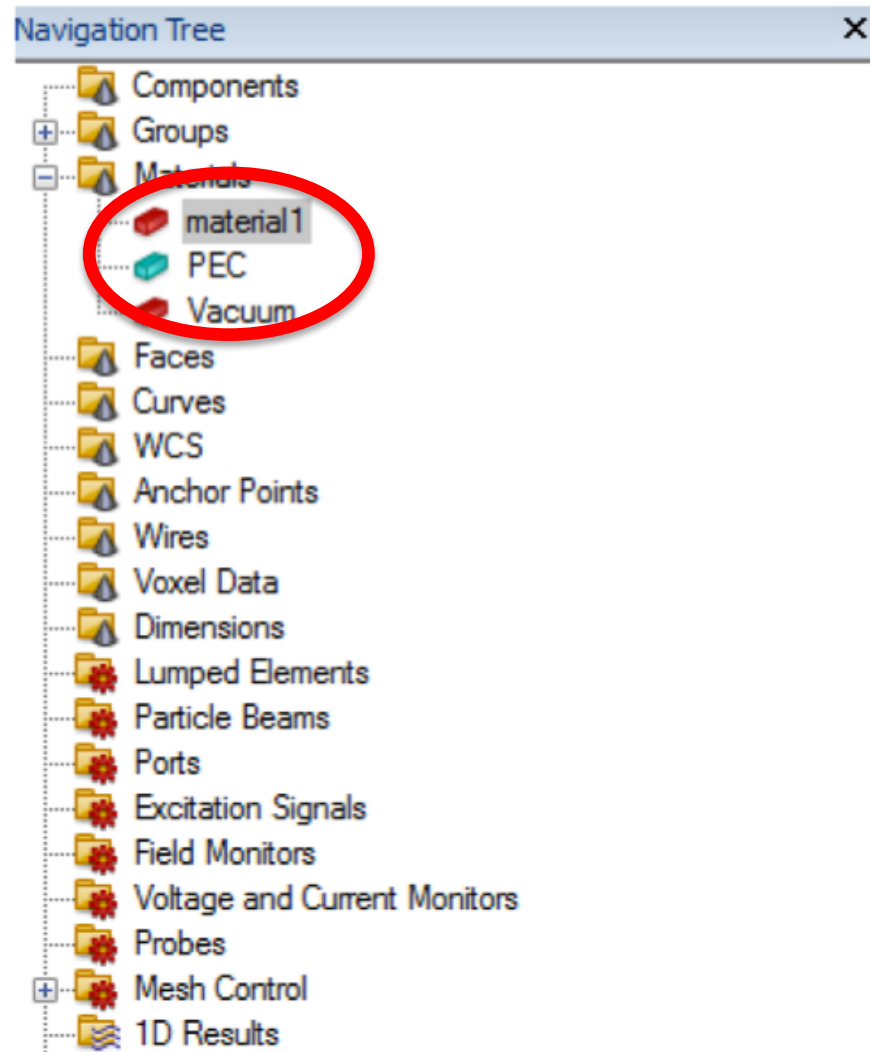 Navigation Tree
Components
Groups
Materials
material1
PEC
Vacuum
Faces
Curves
WCS
Anchor Points
Wires
Voxel Data
Dimensions
Lumped Elements
Particle Beams
Ports
Excitation Signals
Field Monitors
Voltage and Current Monitors
Probes
Mesh Control
1D Results